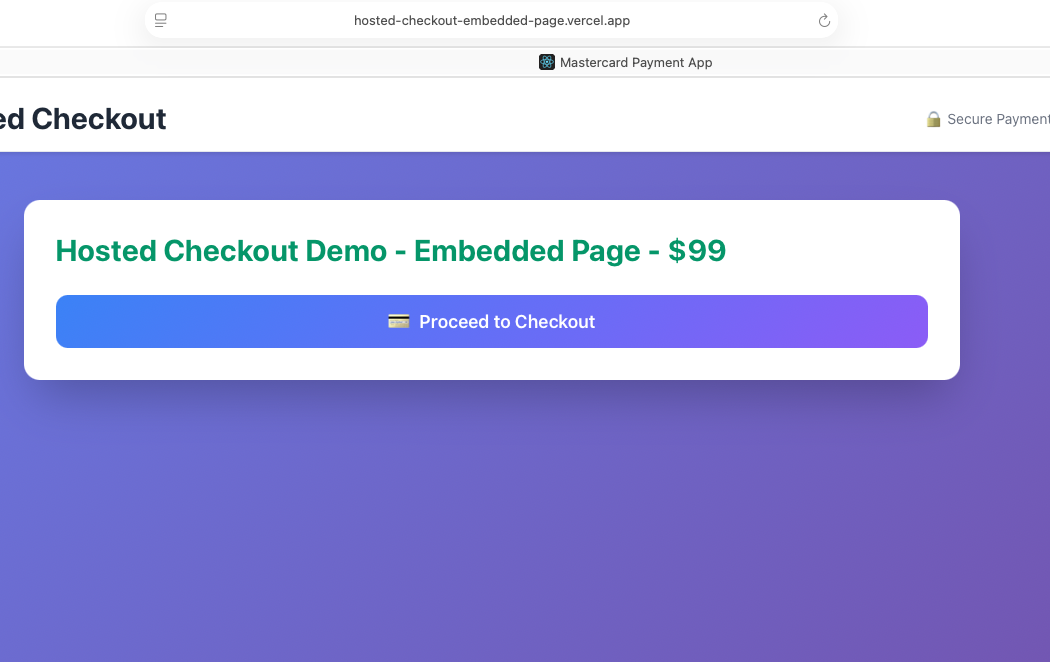 hosted-checkout-embedded-page.vercel.app
Mastercard Payment App
ed Checkout
🔒 Secure Payment
Hosted Checkout Demo - Embedded Page - $99
💳 Proceed to Checkout